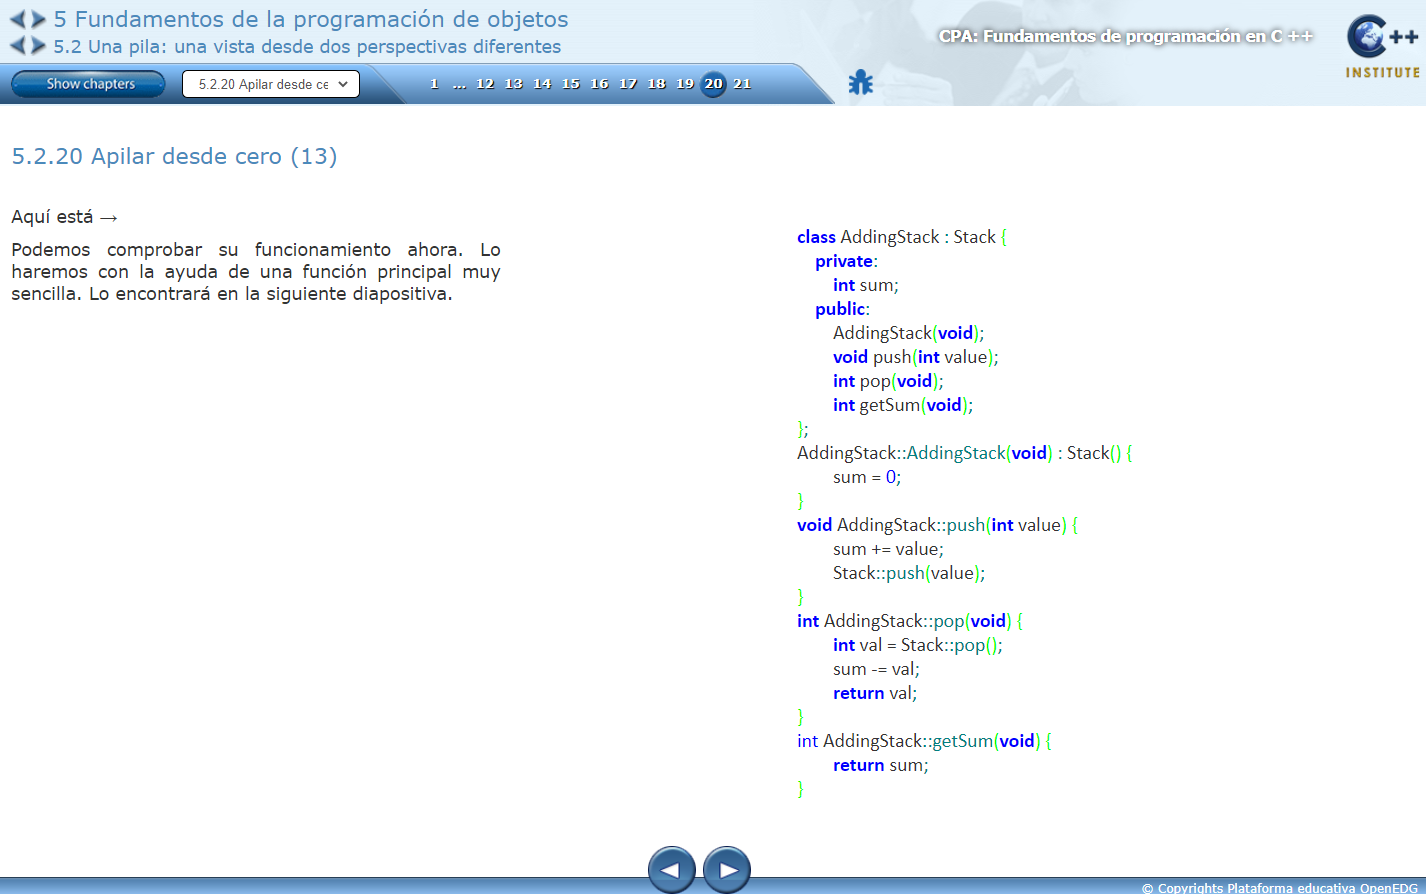 5 Fundamentos de la programación de objetos
5.2 Una pila: una vista desde dos perspectivas diferentes
CPA: Fundamentos de programación en C ++
C++
INSTITUTE
Show chapters
5.2.20 Apilar desde ce
1 ... 12 13 14 15 16 17 18 19 20 21
5.2.20 Apilar desde cero (13)
Aquí está →
Podemos comprobar su funcionamiento ahora. Lo
haremos con la ayuda de una función principal muy
sencilla. Lo encontrará en la siguiente diapositiva.
class AddingStack : Stack {
private:
int sum;
public:
AddingStack(void);
void push(int value);
int pop(void);
int getSum(void);
};
AddingStack::AddingStack(void) : Stack() {
sum = 0;
}
void AddingStack::push(int value) {
sum += value;
Stack::push(value);
}
int AddingStack::pop(void) {
int val = Stack::pop();
sum -= val;
return val;
}
int AddingStack::getSum(void) {
return sum;
}
© Copyrights Plataforma educativa OpenEDG